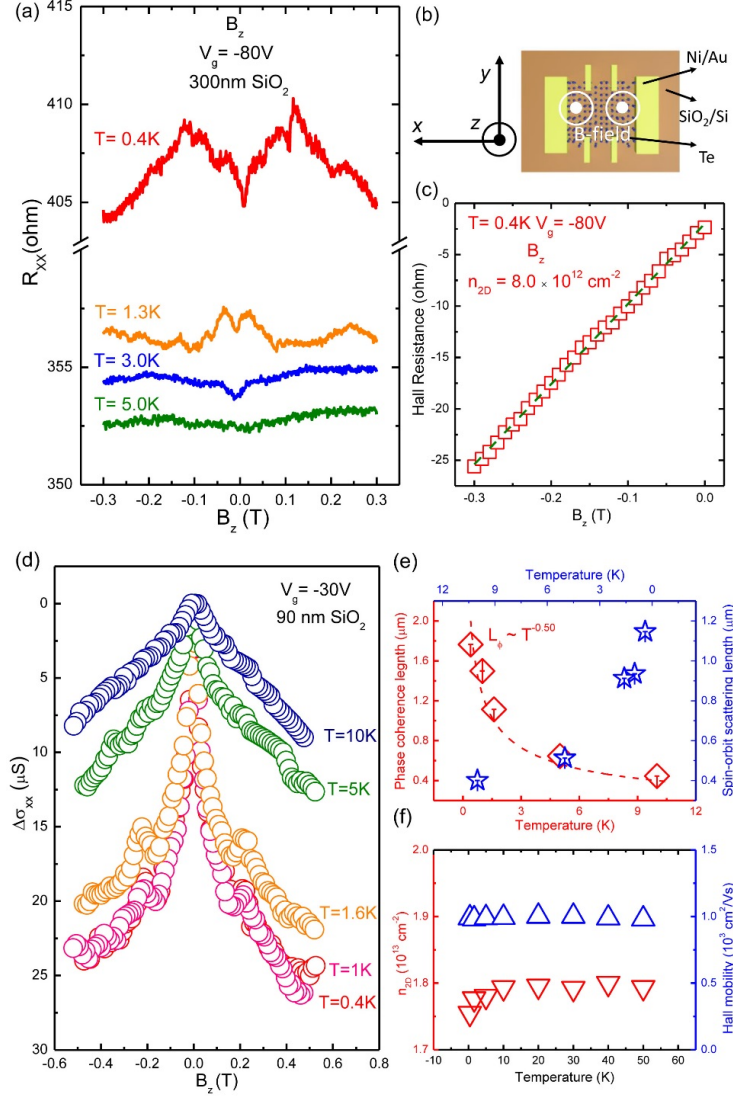 (a)
415
410
405
355
350
R_XX(ohm)
B_z
V_g= -80V
300nm SiO_2
T= 0.4K
T= 1.3K
T= 3.0K
T= 5.0K
-0.3 -0.2 -0.1 0.0 0.1 0.2 0.3
B_z (T)
(b)
y
x
z
B-field
Ni/Au
SiO_2/Si
Te
(c)
0
-5
-10
-15
-20
-25
Hall Resistance (ohm)
T= 0.4K V_g= -80V
B_z
n_2D = 8.0 × 10^12 cm^-2
-0.3 -0.2 -0.1 0.0
B_z (T)
(d)
0
5
10
15
20
25
30
Δσ_xx (μS)
V_g = -30V
90 nm SiO_2
T=10K
T=5K
T=1.6K
T=1K
T=0.4K
-0.6 -0.4 -0.2 0.0 0.2 0.4 0.6
B_z (T)
(e)
Temperature (K)
12 9 6 3 0
Phase coherence legnth (μm)
2.0
1.6
1.2
0.8
0.4
L_ϕ ~ T^-0.50
1.2
1.0
0.8
0.6
0.4
0.2
Spin-orbit scattering length (μm)
0 3 6 9 12
Temperature (K)
(f)
2.0
1.9
1.8
1.7
n_2D (10^13 cm^-2)
1.5
1.0
0.5
0.0
Hall mobility (10^3 cm^2/Vs)
-10 0 10 20 30 40 50 60
Temperature (K)